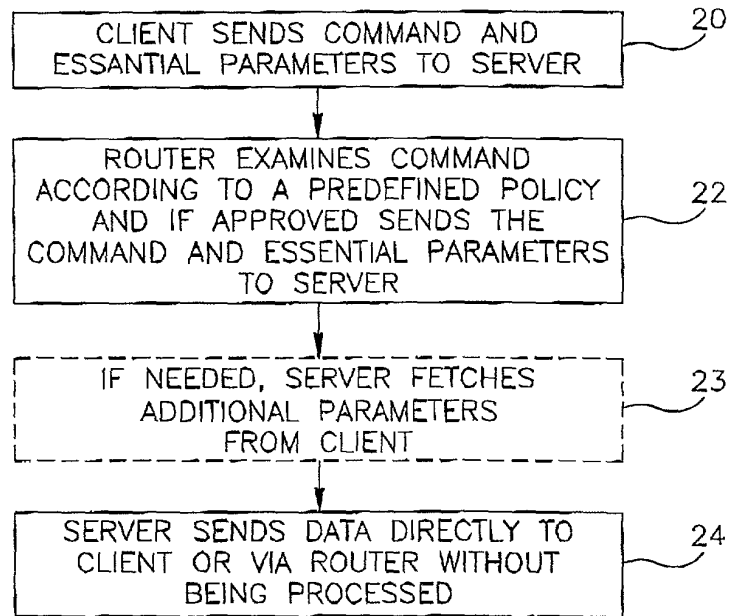 CLIENT SENDS COMMAND AND
ESSANTIAL PARAMETERS TO SERVER
20
ROUTER EXAMINES COMMAND
ACCORDING TO A PREDEFINED POLICY
AND IF APPROVED SENDS THE
COMMAND AND ESSENTIAL PARAMETERS
TO SERVER
22
IF NEEDED, SERVER FETCHES
ADDITIONAL PARAMETERS
FROM CLIENT
23
SERVER SENDS DATA DIRECTLY TO
CLIENT OR VIA ROUTER WITHOUT
BEING PROCESSED
24